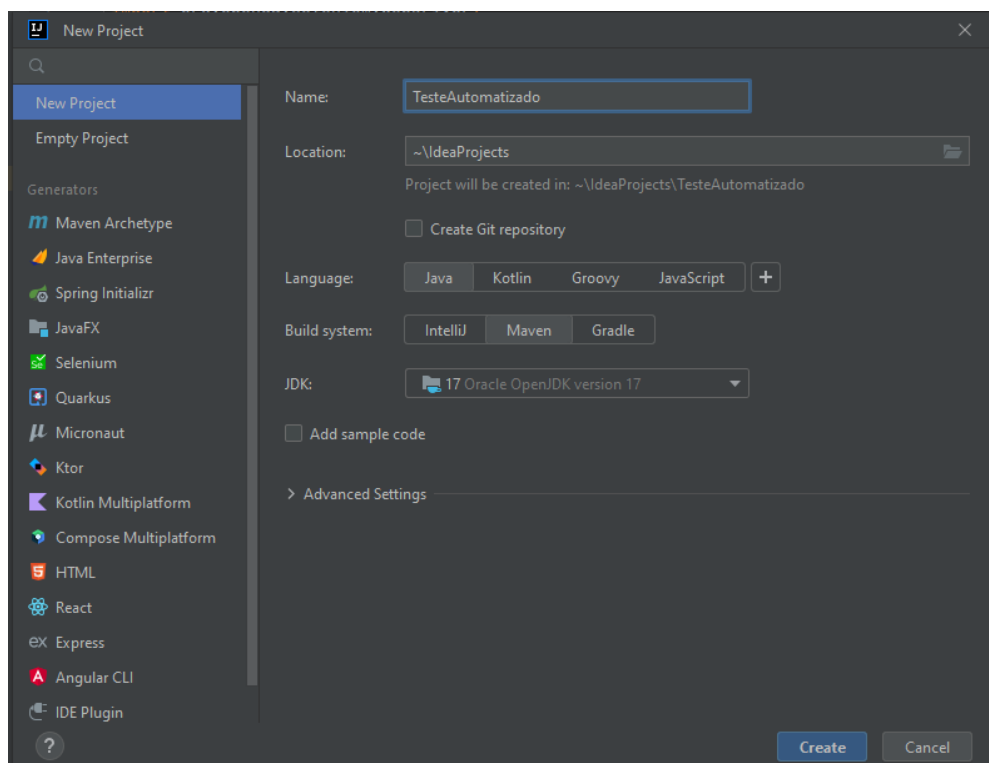 New Project
New Project
Empty Project
Generators
Maven Archetype
Java Enterprise
Spring Initializr
JavaFX
Selenium
Quarkus
Micronaut
Ktor
Kotlin Multiplatform
Compose Multiplatform
HTML
React
Express
Angular CLI
IDE Plugin
Name: TesteAutomatizado
Location: ~\IdeaProjects
Project will be created in: ~\IdeaProjects\TesteAutomatizado
Create Git repository
Language: Java Kotlin Groovy JavaScript +
Build system: IntelliJ Maven Gradle
JDK: 17 Oracle OpenJDK version 17
Add sample code
Advanced Settings
? Create Cancel